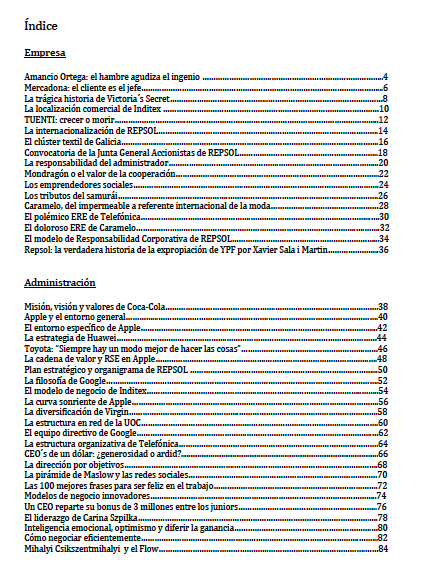 Índice
Empresa
Amancio Ortega: el hambre agudiza el ingenio ........................................................................4
Mercadona: el cliente es el jefe........................................................................6
La trágica historia de Victoria´s Secret........................................................................8
La localización comercial de Inditex ........................................................................10
TUENTI: crecer o morir........................................................................12
La internacionalización de REPSOL........................................................................14
El clúster textil de Galicia........................................................................16
Convocatoria de la Junta General Accionistas de REPSOL........................................................................18
La responsabilidad del administrador........................................................................20
Mondragón o el valor de la cooperación........................................................................22
Los emprendedores sociales........................................................................24
Los tributos del samurái........................................................................26
Caramelo, del impermeable a referente internacional de la moda........................................................................28
El polémico ERE de Telefónica........................................................................30
El doloroso ERE de Caramelo........................................................................32
El modelo de Responsabilidad Corporativa de REPSOL........................................................................34
Repsol: la verdadera historia de la expropiación de YPF por Xavier Sala i Martin........................................................................36
Administración
Misión, visión y valores de Coca-Cola........................................................................38
Apple y el entorno general........................................................................40
El entorno específico de Apple........................................................................42
La estrategia de Huawei........................................................................44
Toyota: “Siempre hay un modo mejor de hacer las cosas”........................................................................46
La cadena de valor y RSE en Apple........................................................................48
Plan estratégico y organigrama de REPSOL ........................................................................50
La filosofía de Google........................................................................52
El modelo de negocio de Inditex........................................................................54
La curva sonriente de Apple........................................................................56
La diversificación de Virgin........................................................................58
La estructura en red de la UOC........................................................................60
El equipo directivo de Google........................................................................62
La estructura organizativa de Telefónica........................................................................64
CEO´s de un dólar: ¿generosidad o ardid?........................................................................66
La dirección por objetivos........................................................................68
La pirámide de Maslow y las redes sociales........................................................................70
Las 100 mejores frases para ser feliz en el trabajo........................................................................72
Modelos de negocio innovadores........................................................................74
Un CEO reparte su bonus de 3 millones entre los juniors........................................................................76
El liderazgo de Carina Szpilka........................................................................78
Inteligencia emocional, optimismo y diferir la ganancia........................................................................80
Cómo negociar eficientemente........................................................................82
Mihalyi Csikszentmihalyi y el Flow........................................................................84